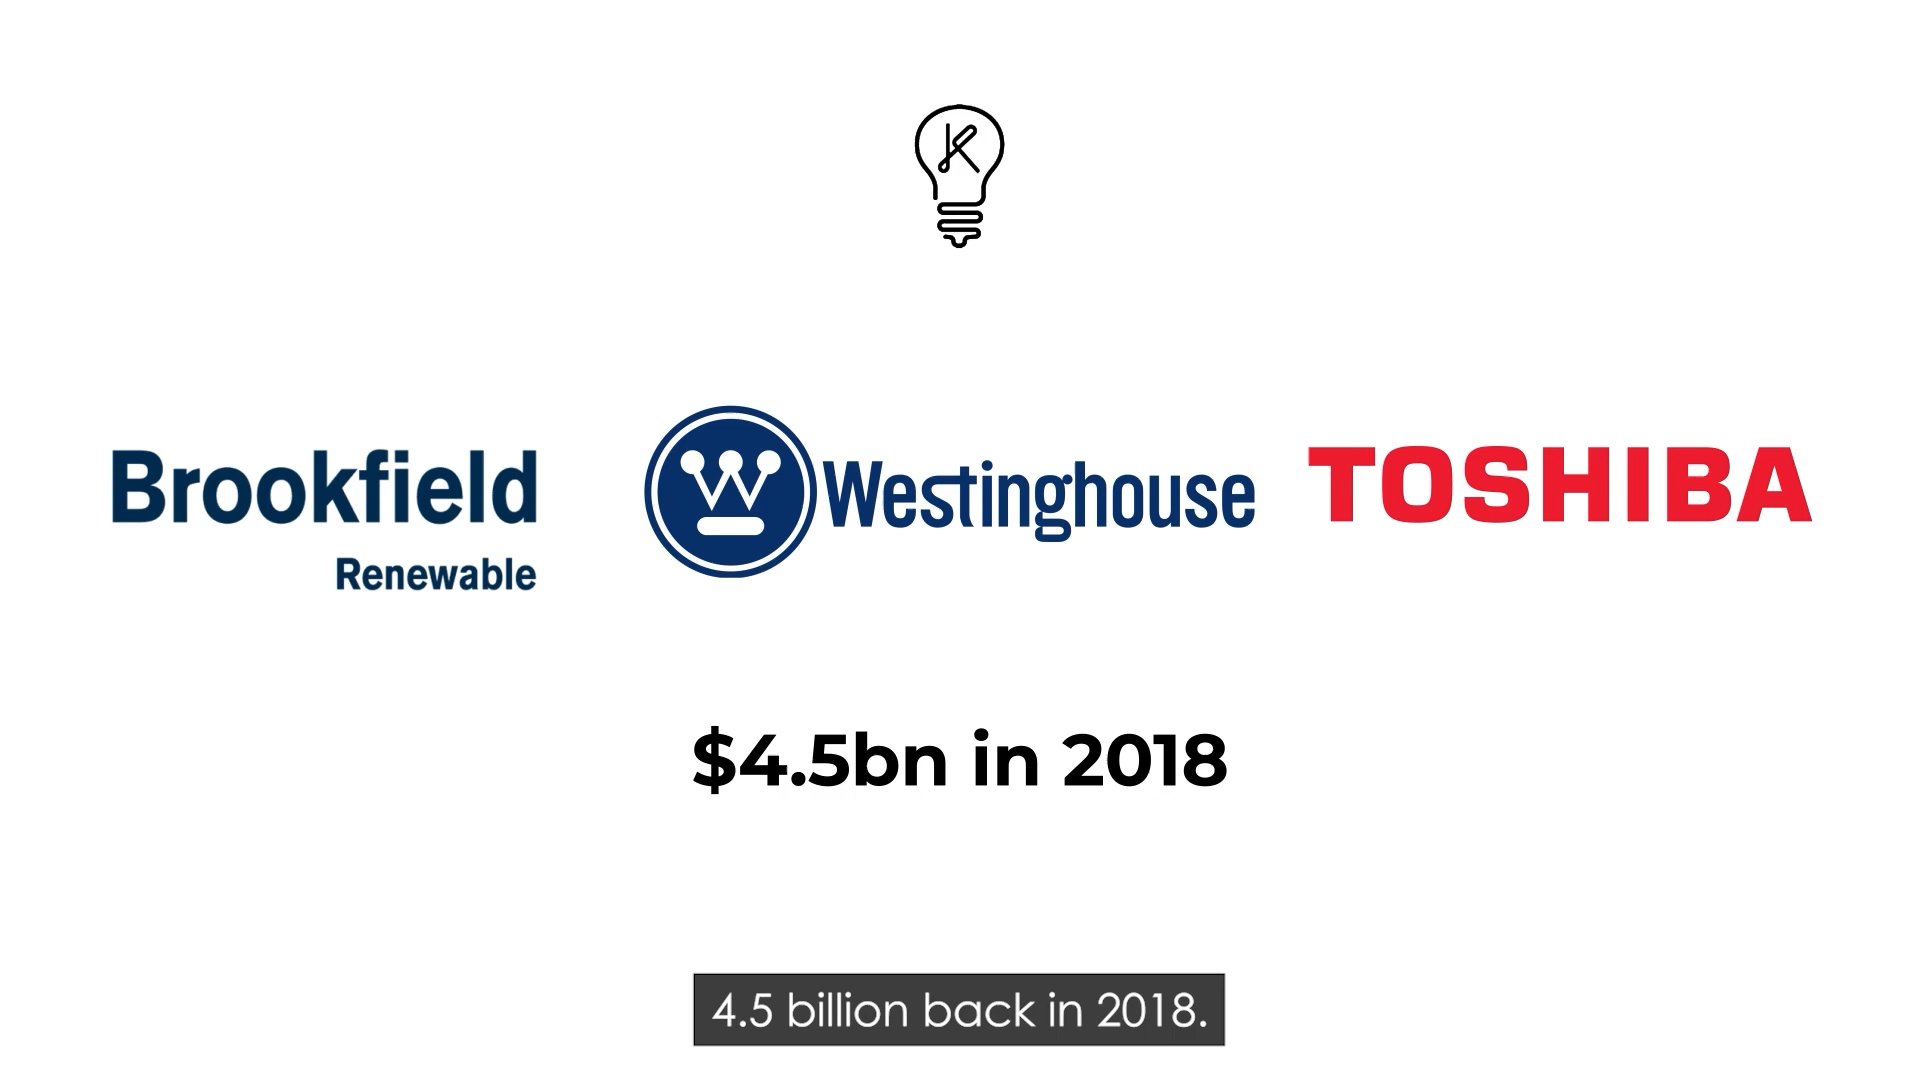 K
Brookfield
Renewable
W
Westinghouse
TOSHIBA
$4.5bn in 2018
4.5 billion back in 2018.